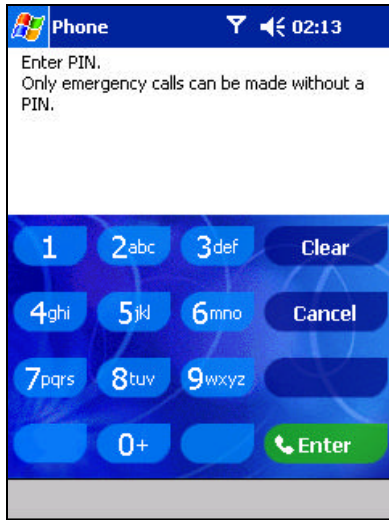 Phone 02:13
Enter PIN.
Only emergency calls can be made without a
PIN.
1 2abc 3def Clear
4ghi 5jkl 6mno Cancel
7pqrs 8tuv 9wxyz
0+ Enter